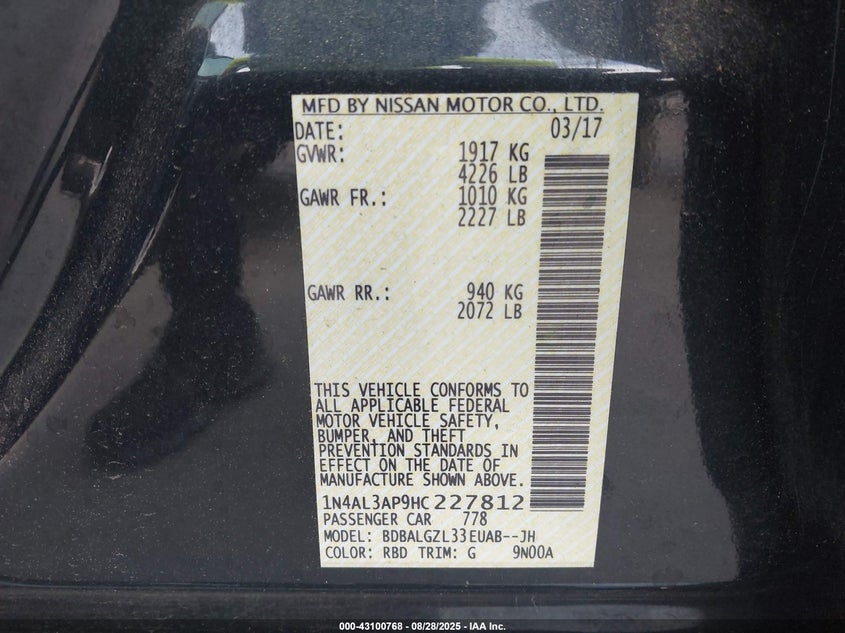 MFD BY NISSAN MOTOR CO., LTD.
DATE: 03/17
GVWR: 1917 KG
4226 LB
GAWR FR.: 1010 KG
2227 LB
GAWR RR.: 940 KG
2072 LB
THIS VEHICLE CONFORMS TO
ALL APPLICABLE FEDERAL
MOTOR VEHICLE SAFETY,
BUMPER, AND THEFT
PREVENTION STANDARDS IN
EFFECT ON THE DATE OF
MANUFACTURE SHOWN ABOVE.
1N4AL3AP9HC227812
PASSENGER CAR 778
MODEL: BDBALGZL33EUAB--JH
COLOR: RBD TRIM: G 9N00A
000-43100768 - 08/28/2025 - IAA Inc.